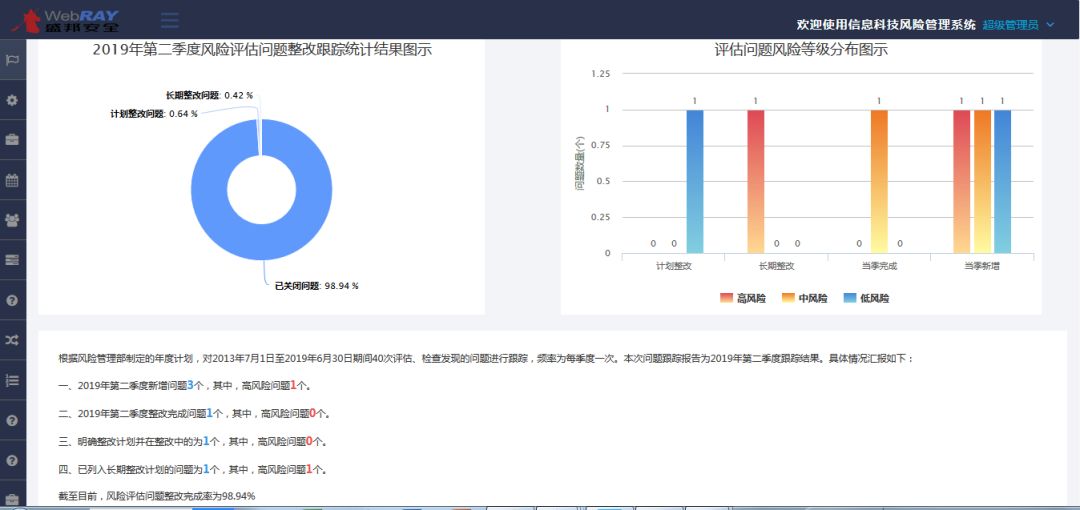 WebRAY
盛邦安全
欢迎使用信息科技风险管理系统 超级管理员
2019年第二季度风险评估问题整改跟踪统计结果图示
长期整改问题: 0.42 %
计划整改问题: 0.64 %
已关闭问题: 98.94 %
评估问题风险等级分布图示
问题数量(个)
1.25
1
0.75
0.5
0.25
0
0 0 1 1 0 0 0 1 0 1 1 1
计划整改 长期整改 当季完成 当季新增
高风险 中风险 低风险
根据风险管理部制定的年度计划，对2013年7月1日至2019年6月30日期间40次评估、检查发现的问题进行跟踪，频率为每季度一次。本次问题跟踪报告为2019年第二季度跟踪结果。具体情况汇报如下：
一、2019年第二季度新增问题3个，其中，高风险问题1个。
二、2019年第二季度整改完成问题1个，其中，高风险问题0个。
三、明确整改计划并在整改中的为1个，其中，高风险问题0个。
四、已列入长期整改计划的问题为1个，其中，高风险问题1个。
截至目前，风险评估问题整改完成率为98.94%